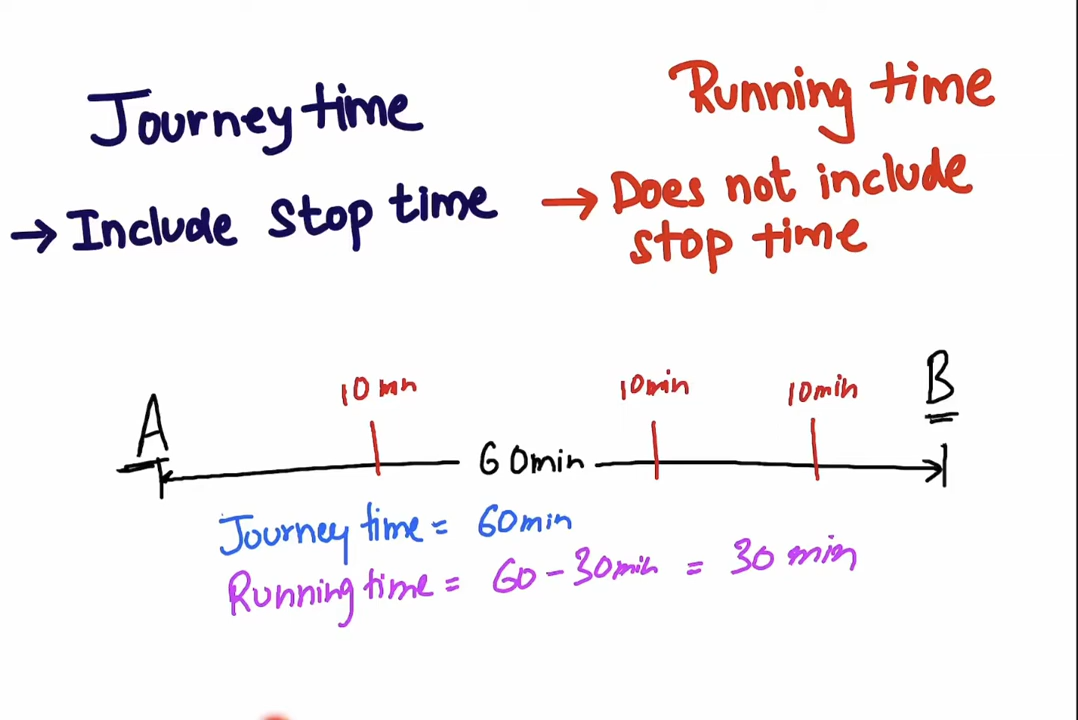 Journey time
→ Include stop time
Running time
→ Does not include
stop time
A
10 mn
10min
10min
B
60min
Journey time = 60min
Running time = 60 - 30min = 30 min